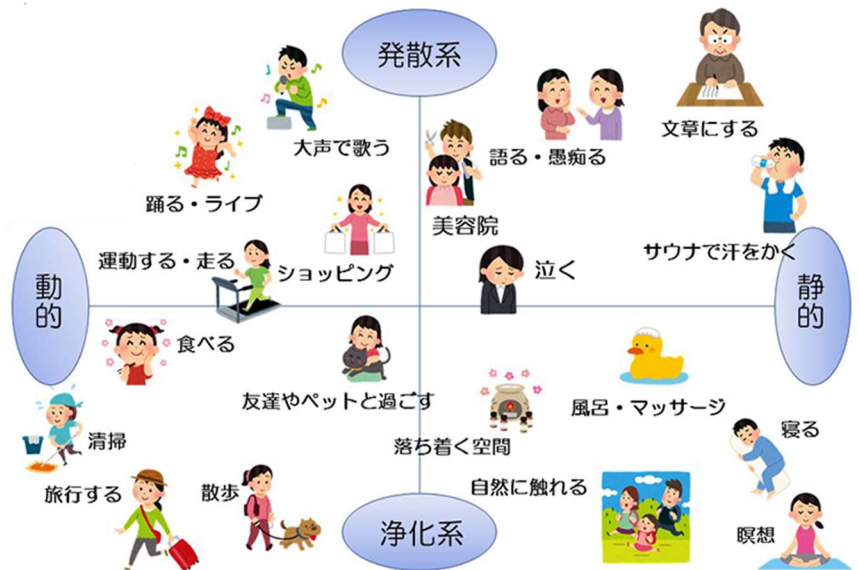 発散系
大声で歌う
語る・愚痴る
文章にする
踊る・ライブ
美容院
運動する・走る
ショッピング
泣く
サウナで汗をかく
動的
静的
食べる
友達やペットと過ごす
風呂・マッサージ
清掃
落ち着く空間
寝る
旅行する
散歩
自然に触れる
瞑想
浄化系